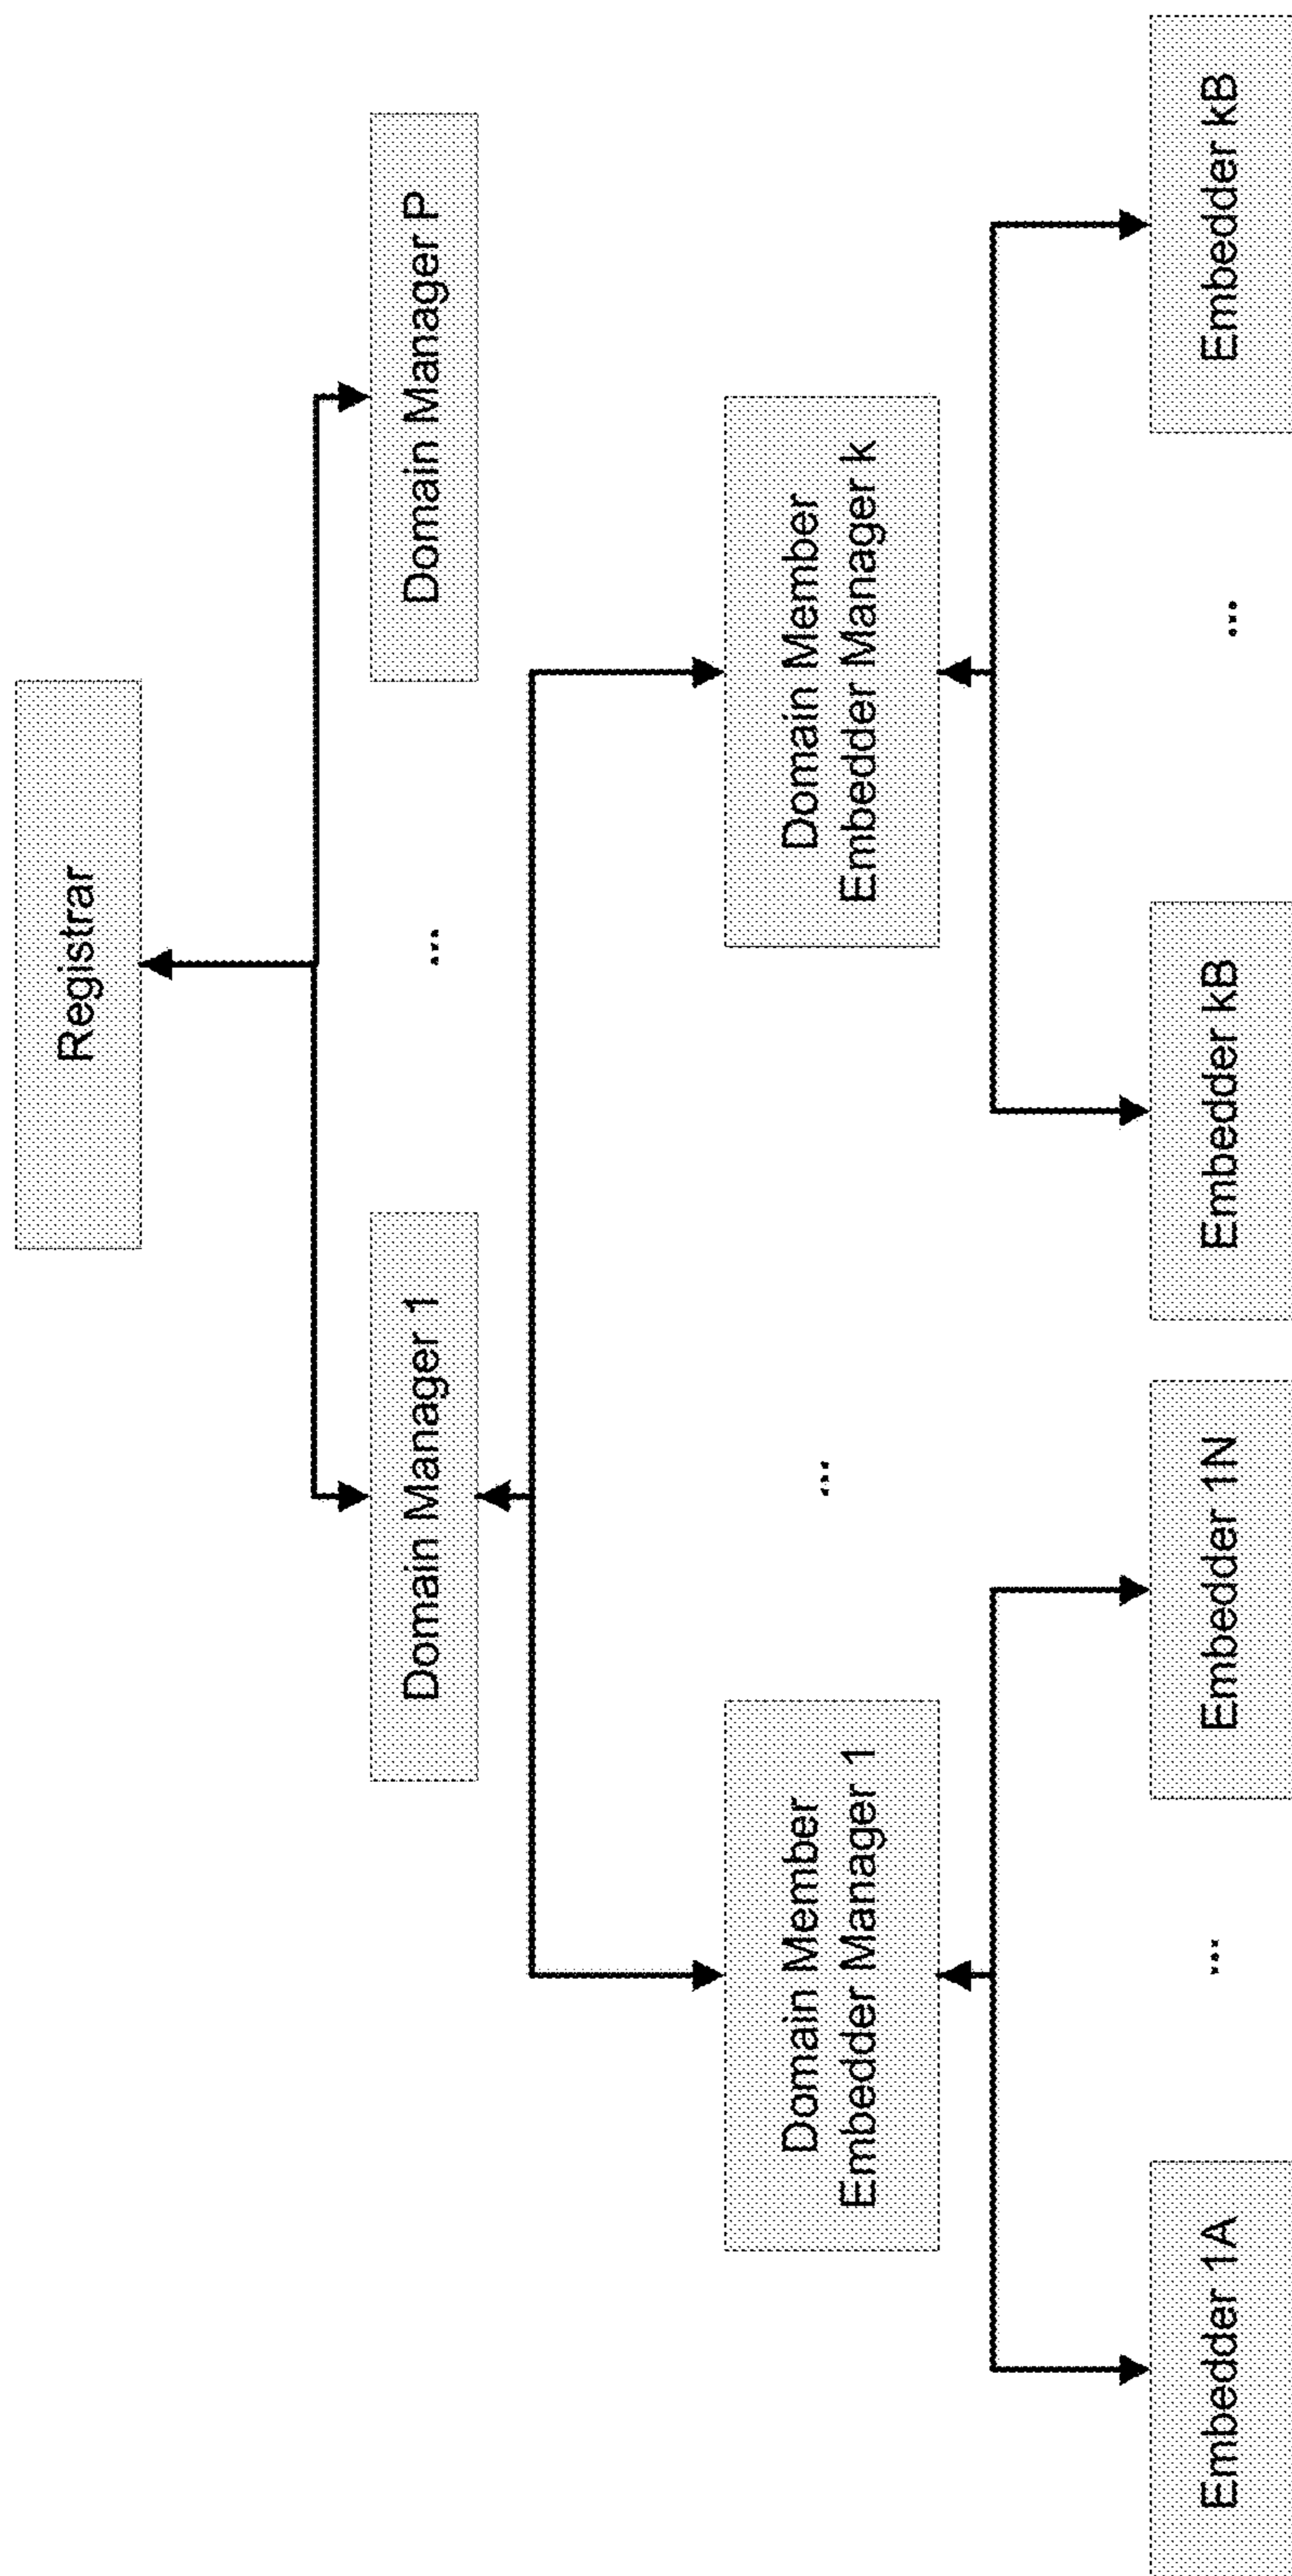 Registrar
Domain Manager 1
...
Domain Manager P
Domain Member
Embedder Manager 1
...
Domain Member
Embedder Manager k
Embedder 1A
...
Embedder 1N
Embedder kB
...
Embedder kB